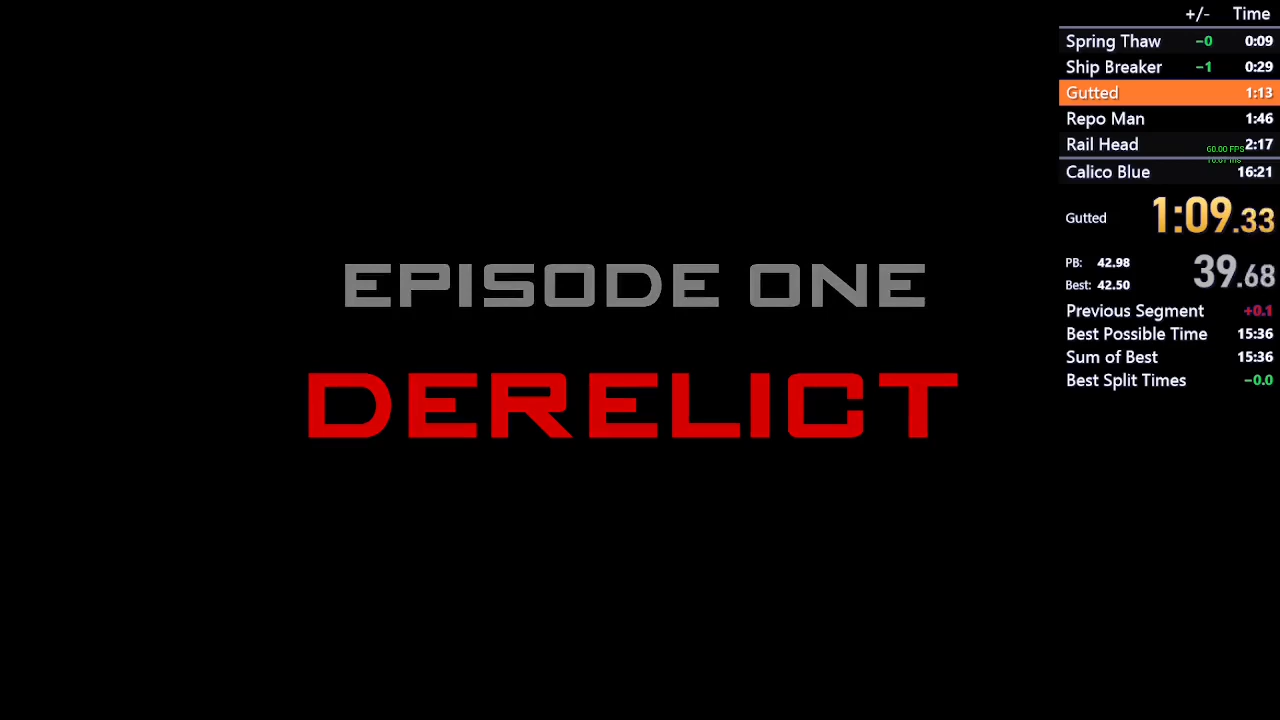 +/- Time
Spring Thaw −0 0:09
Ship Breaker −1 0:29
Gutted 1:13
Repo Man 1:46
Rail Head 2:17
60.00 FPS
Calico Blue 16:21
Gutted 1:09.33
PB: 42.98 39.68
Best: 42.50
Previous Segment +0.1
Best Possible Time 15:36
Sum of Best 15:36
Best Split Times −0.0
EPISODE ONE
DERELICT